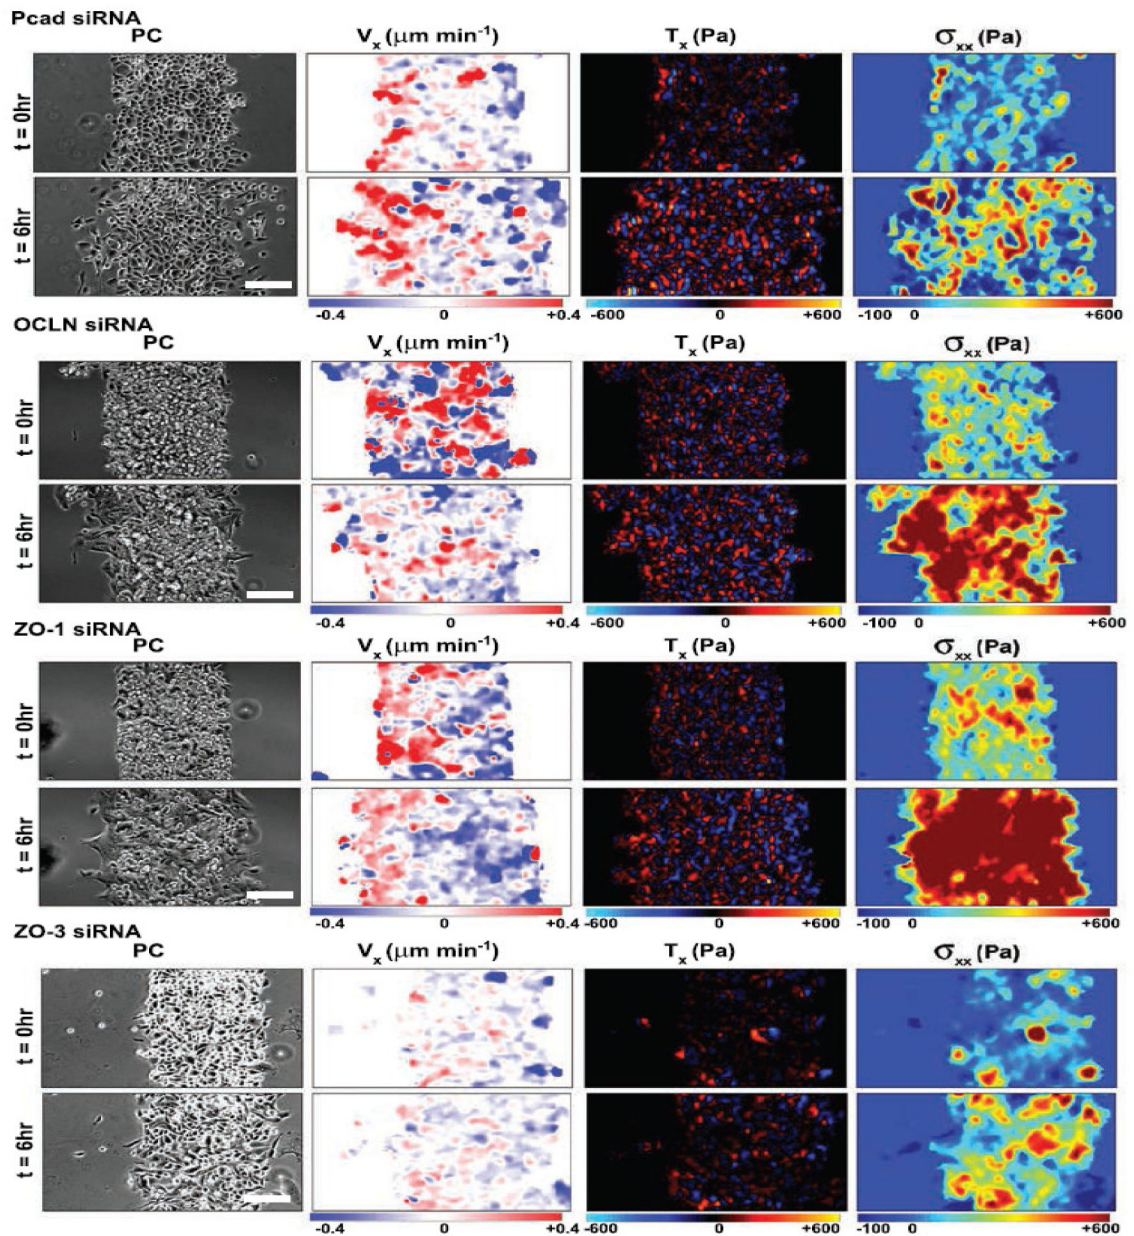 Pcad siRNA
PC Vx (μm min-1) Tx (Pa) σxx (Pa)
t = 0hr
t = 6hr
-0.4 0 +0.4 -600 0 +600 -100 0 +600
OCLN siRNA
PC Vx (μm min-1) Tx (Pa) σxx (Pa)
t = 0hr
t = 6hr
-0.4 0 +0.4 -600 0 +600 -100 0 +600
ZO-1 siRNA
PC Vx (μm min-1) Tx (Pa) σxx (Pa)
t = 0hr
t = 6hr
-0.4 0 +0.4 -600 0 +600 -100 0 +600
ZO-3 siRNA
PC Vx (μm min-1) Tx (Pa) σxx (Pa)
t = 0hr
t = 6hr
-0.4 0 +0.4 -600 0 +600 -100 0 +600